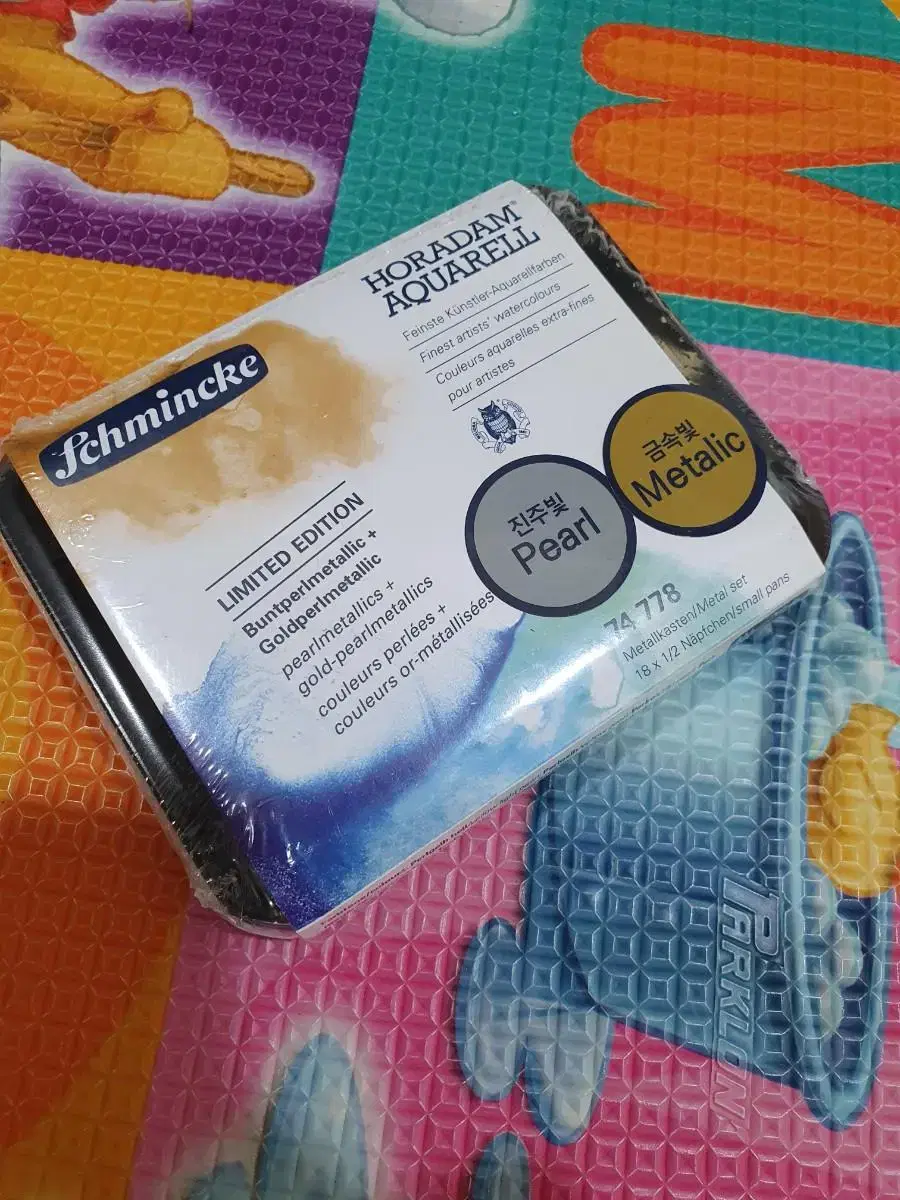 Schmincke
HORADAM®
AQUARELL
Feinste Künstler-Aquarellfarben
Finest artists' watercolours
Couleurs aquarelles extra-fines
pour artistes
금속빛
Metalic
진주빛
Pearl
LIMITED EDITION
Buntperlmetallic +
Goldperlmetallic
pearlmetallics +
gold-pearlmetallics
couleurs perlées +
couleurs or-métallisées
74 778
Metallkasten/Metal set
18 x 1/2 Näpfchen/small pans
PARKLON